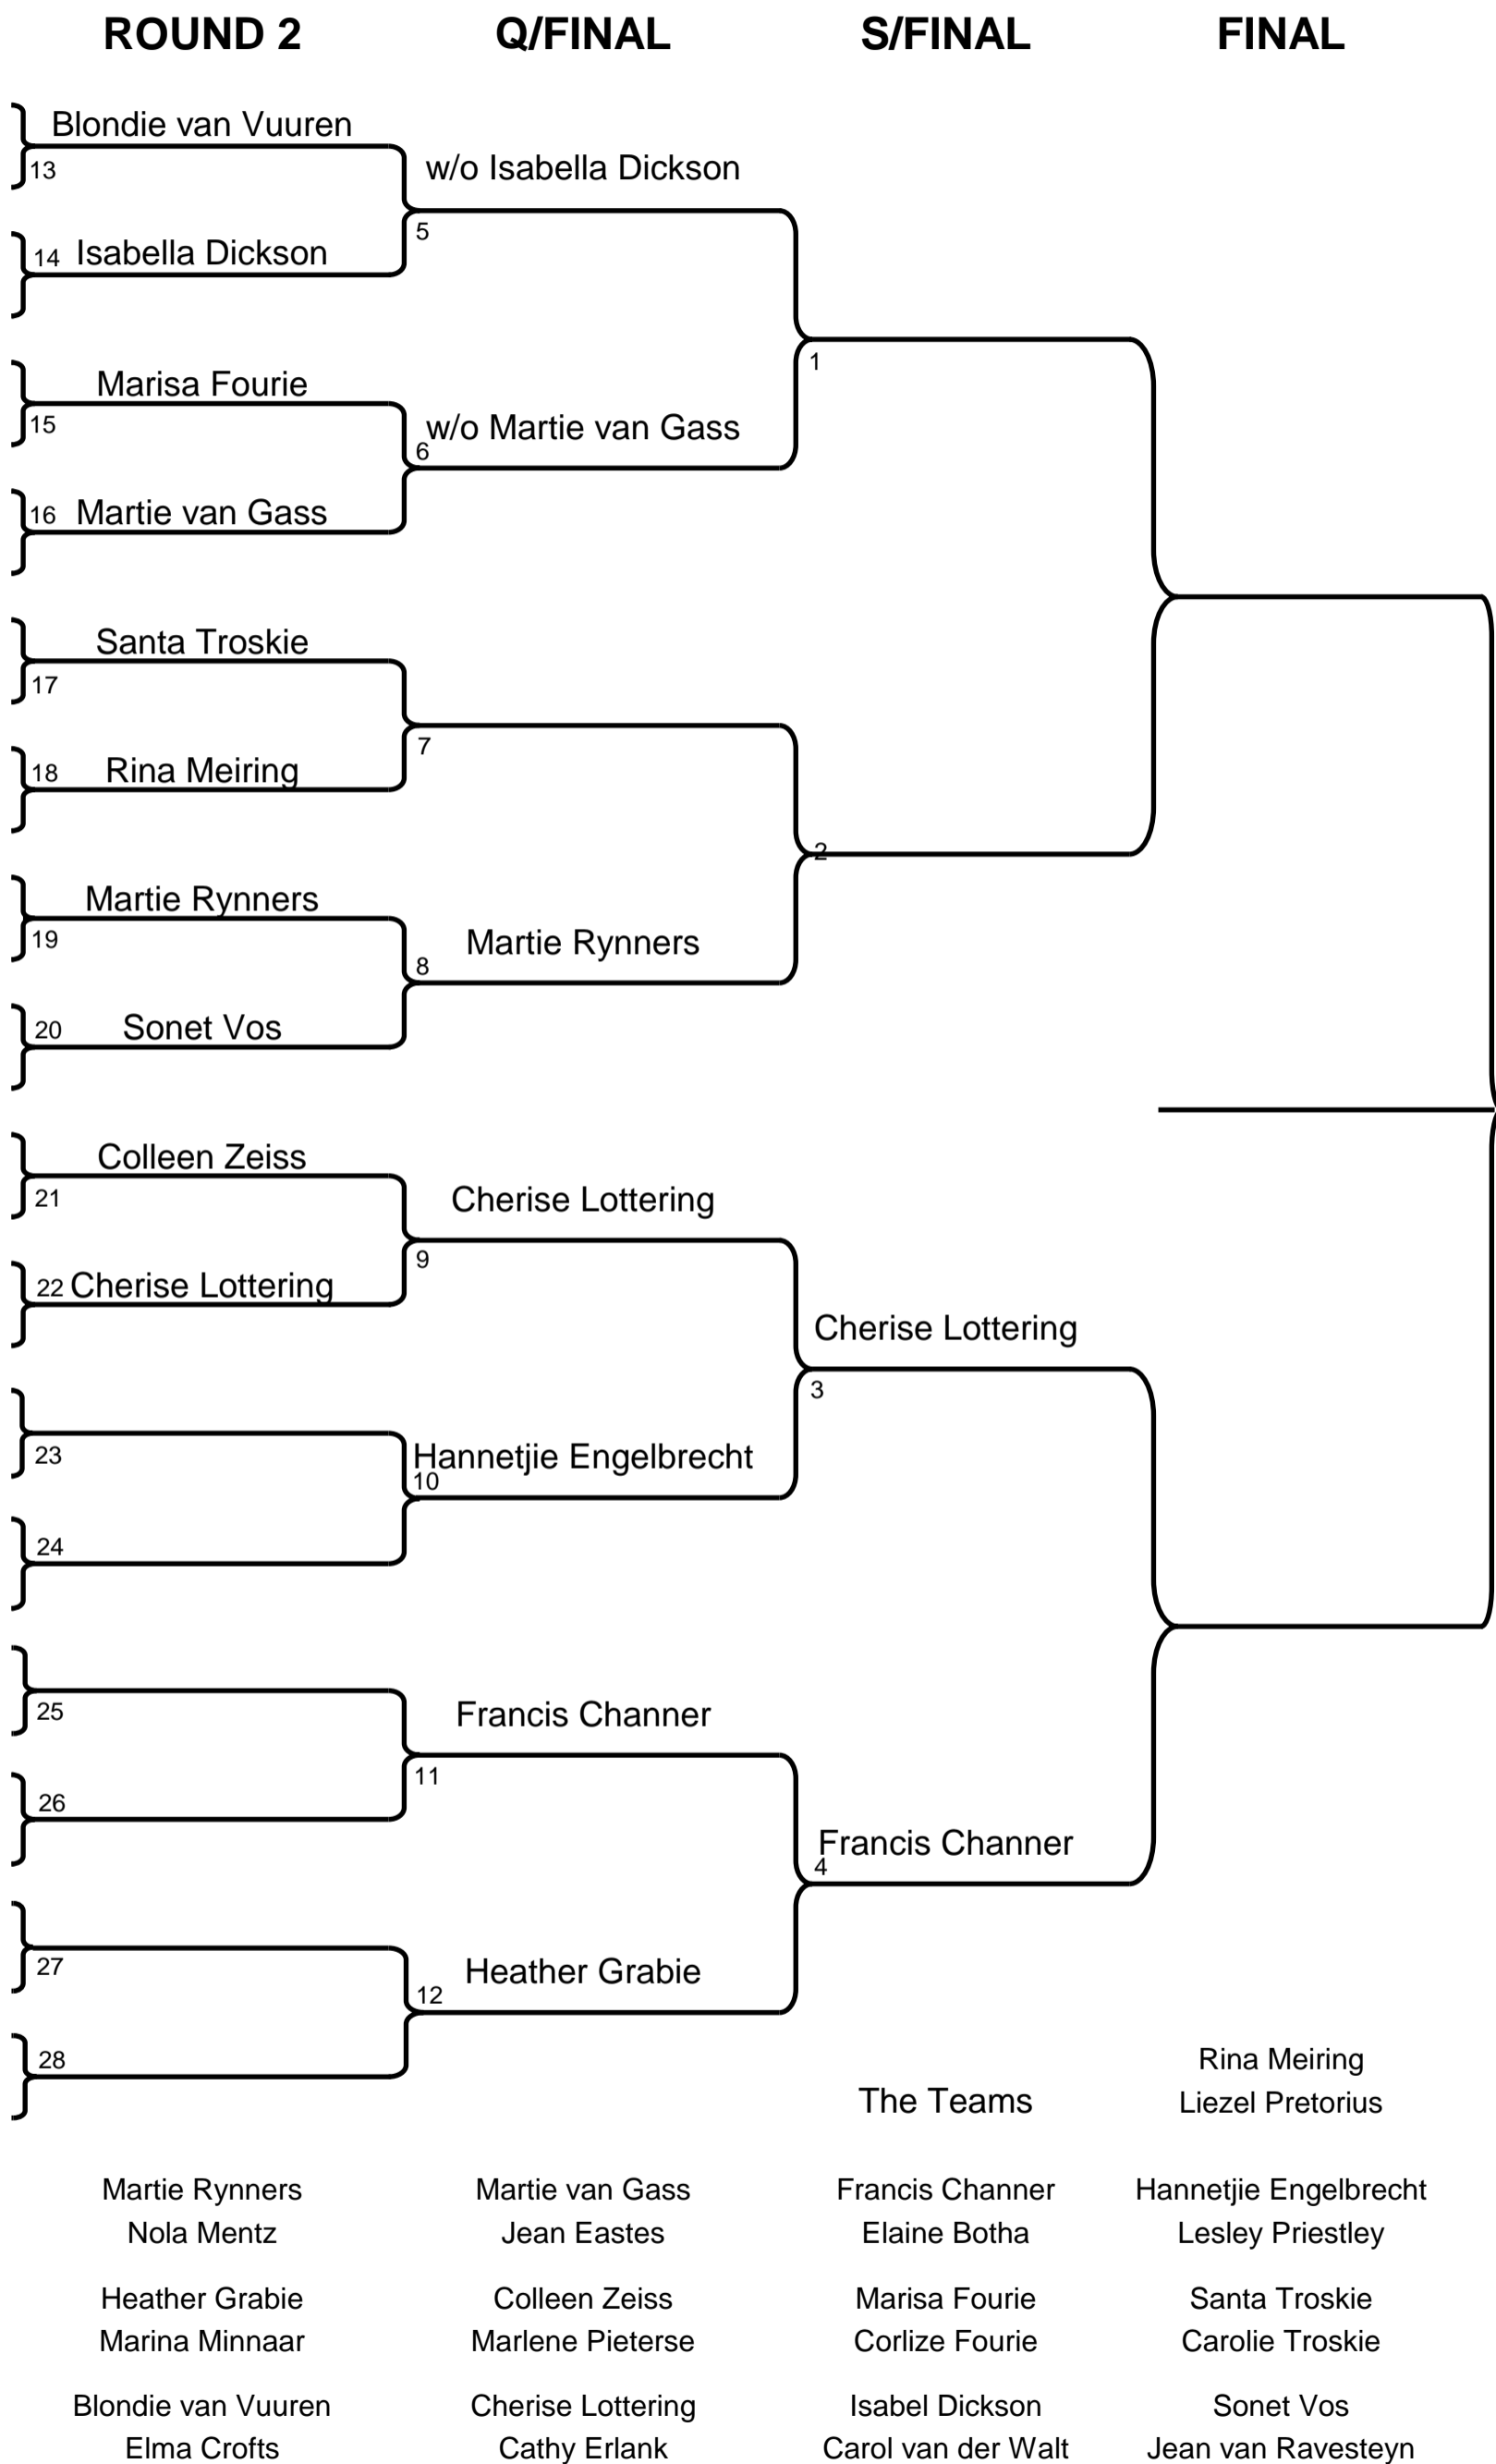 ROUND 2 Q/FINAL S/FINAL FINAL
Blondie van Vuuren
13
w/o Isabella Dickson
5
14 Isabella Dickson
1
Marisa Fourie
15
w/o Martie van Gass
6
16 Martie van Gass
Santa Troskie
17
7
18 Rina Meiring
2
Martie Rynners
19
Martie Rynners
8
20 Sonet Vos
Colleen Zeiss
21
Cherise Lottering
9
22 Cherise Lottering
Cherise Lottering
3
23
Hannetjie Engelbrecht
10
24
25
Francis Channer
11
26
Francis Channer
4
27
Heather Grabie
12
28
Rina Meiring
The Teams Liezel Pretorius
Martie Rynners Martie van Gass Francis Channer Hannetjie Engelbrecht
Nola Mentz Jean Eastes Elaine Botha Lesley Priestley
Heather Grabie Colleen Zeiss Marisa Fourie Santa Troskie
Marina Minnaar Marlene Pieterse Corlize Fourie Carolie Troskie
Blondie van Vuuren Cherise Lottering Isabel Dickson Sonet Vos
Elma Crofts Cathy Erlank Carol van der Walt Jean van Ravesteyn